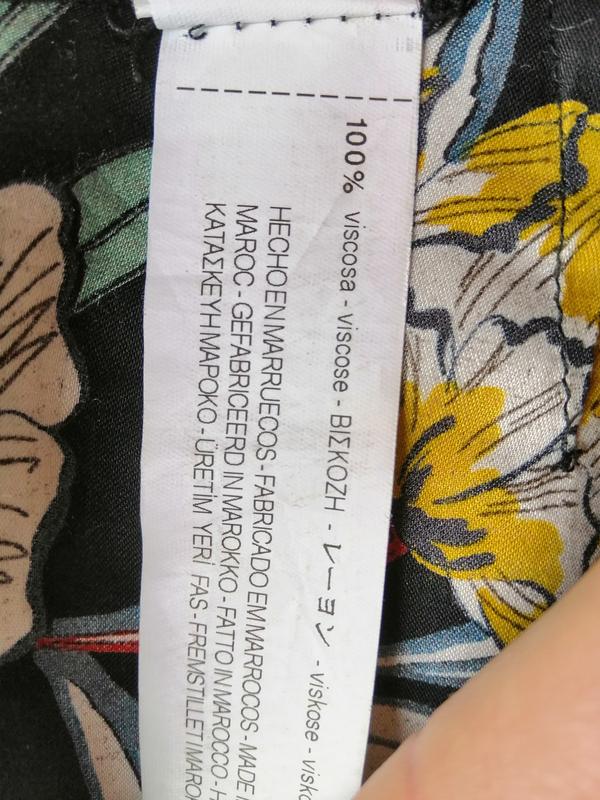 100% viscosa - viscose - ΒΙΣΚΟΖΗ - レーヨン - viskose - visk
HECHO EN MARRUECOS - FABRICADO EM MARROCOS - MADE
MAROC - GEFABRICEERD IN MAROKKO - FATTO IN MAROCCO - H
ΚΑΤΑΣΚΕΥΗ ΜΑΡΟΚΟ - ÜRETİM YERİ FAS - FREMSTILLET I MARO